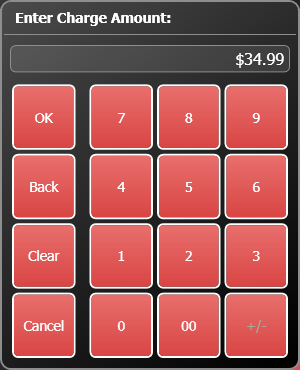 Enter Charge Amount:
$34.99
OK 7 8 9
Back 4 5 6
Clear 1 2 3
Cancel 0 00 +/-